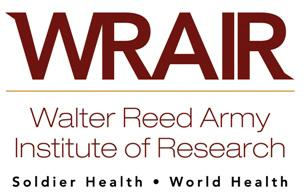 WRAIR
Walter Reed Army
Institute of Research
Soldier Health • World Health